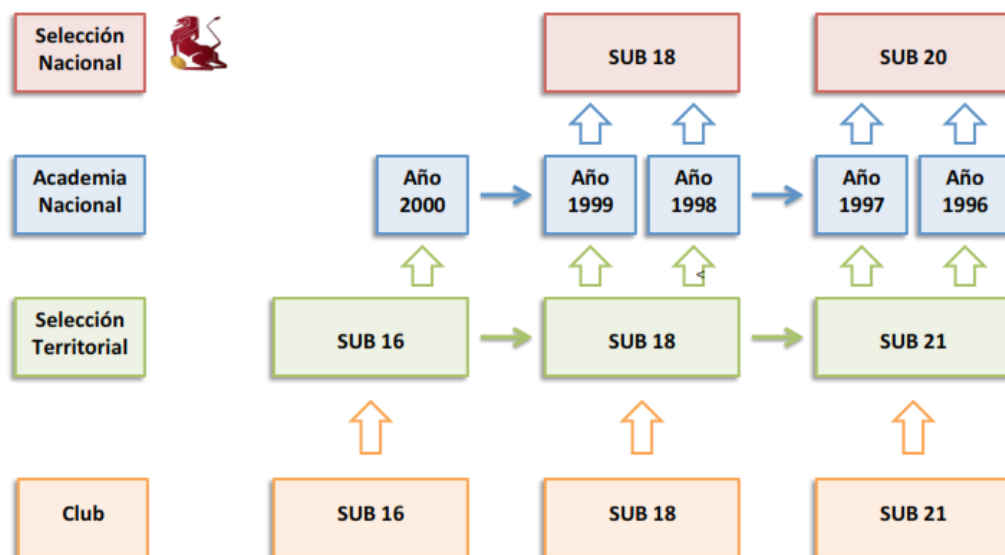 Selección
Nacional
SUB 18
SUB 20
Academia
Nacional
Año
2000
Año
1999
Año
1998
Año
1997
Año
1996
<
Selección
Territorial
SUB 16
SUB 18
SUB 21
Club
SUB 16
SUB 18
SUB 21